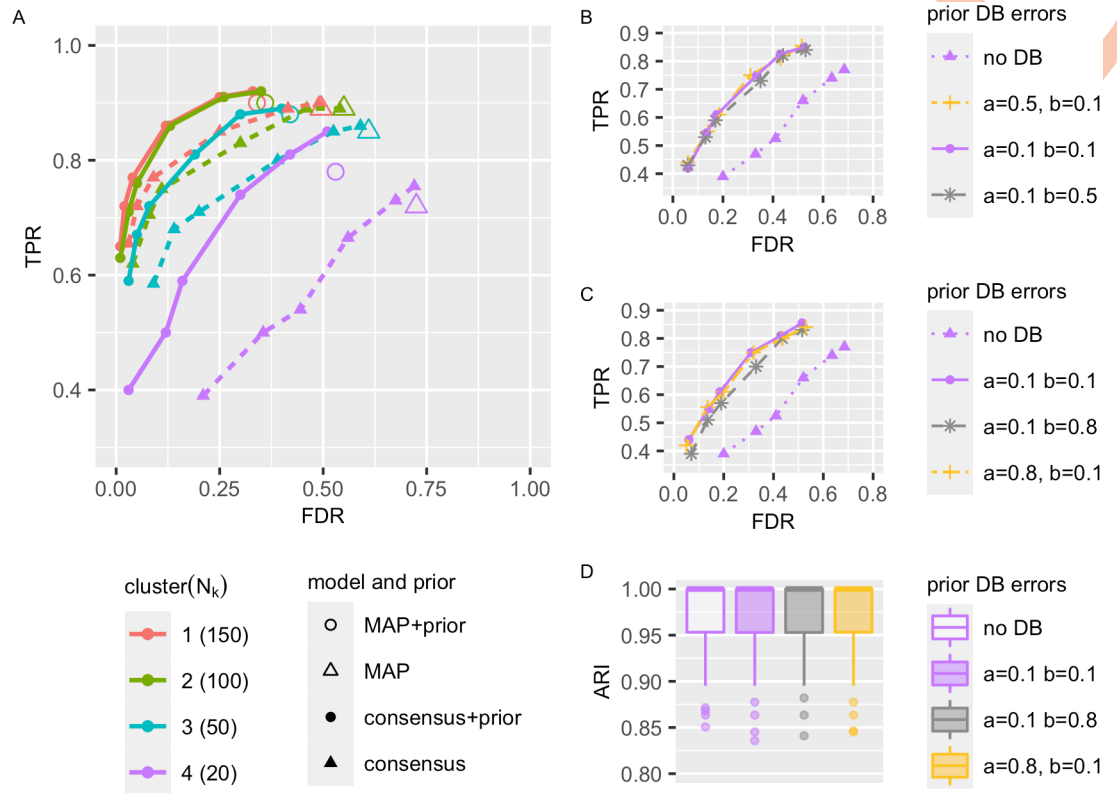 A
1.0
0.8
0.6
0.4
TPR
0.00 0.25 0.50 0.75 1.00
FDR
B
0.9
0.8
0.7
0.6
0.5
0.4
TPR
0.0 0.2 0.4 0.6 0.8
FDR
prior DB errors
no DB
a=0.5, b=0.1
a=0.1 b=0.1
a=0.1 b=0.5
C
0.9
0.8
0.7
0.6
0.5
0.4
TPR
0.0 0.2 0.4 0.6 0.8
FDR
prior DB errors
no DB
a=0.1 b=0.1
a=0.1 b=0.8
a=0.8, b=0.1
cluster(Nk)
1 (150)
2 (100)
3 (50)
4 (20)
model and prior
MAP+prior
MAP
consensus+prior
consensus
D
1.00
0.95
0.90
0.85
0.80
ARI
prior DB errors
no DB
a=0.1 b=0.1
a=0.1 b=0.8
a=0.8, b=0.1